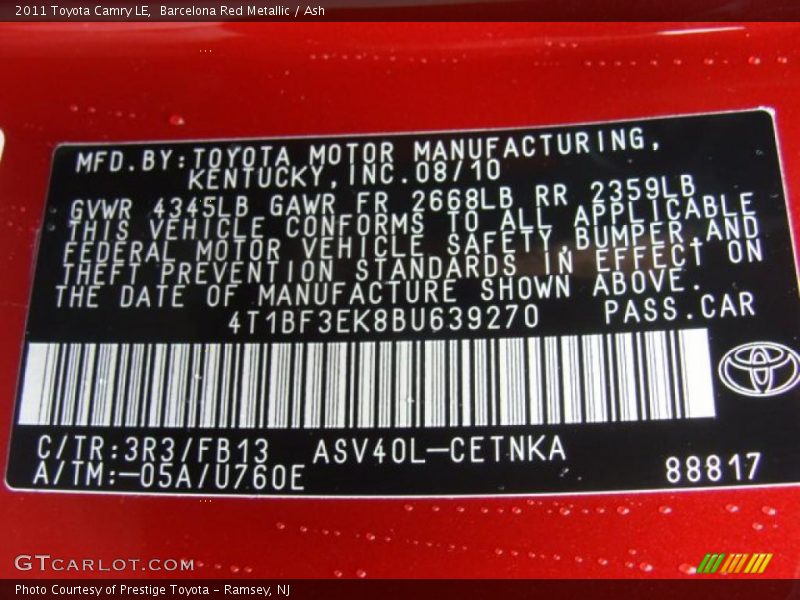 2011 Toyota Camry LE,  Barcelona Red Metallic / Ash
MFD.BY:TOYOTA MOTOR MANUFACTURING,
KENTUCKY,INC.08/10
GVWR 4345LB GAWR FR 2668LB RR 2359LB
THIS VEHICLE CONFORMS TO ALL APPLICABLE
FEDERAL MOTOR VEHICLE SAFETY,BUMPER,AND
THEFT PREVENTION STANDARDS IN EFFECT ON
THE DATE OF MANUFACTURE SHOWN ABOVE.
4T1BF3EK8BU639270 PASS.CAR
C/TR:3R3/FB13 ASV40L-CETNKA
A/TM:-05A/U760E 88817
GTCARLOT.COM
Photo Courtesy of Prestige Toyota - Ramsey, NJ